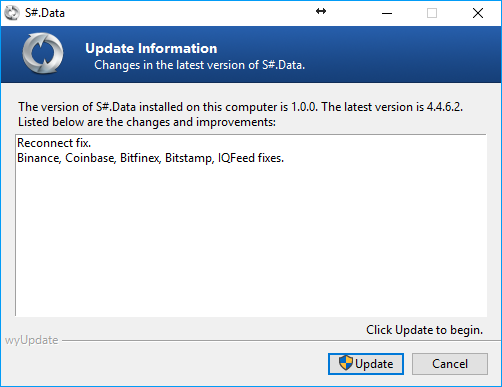 S#.Data
Update Information
Changes in the latest version of S#.Data.
The version of S#.Data installed on this computer is 1.0.0. The latest version is 4.4.6.2.
Listed below are the changes and improvements:
Reconnect fix.
Binance, Coinbase, Bitfinex, Bitstamp, IQFeed fixes.
Click Update to begin.
wyUpdate
Update
Cancel